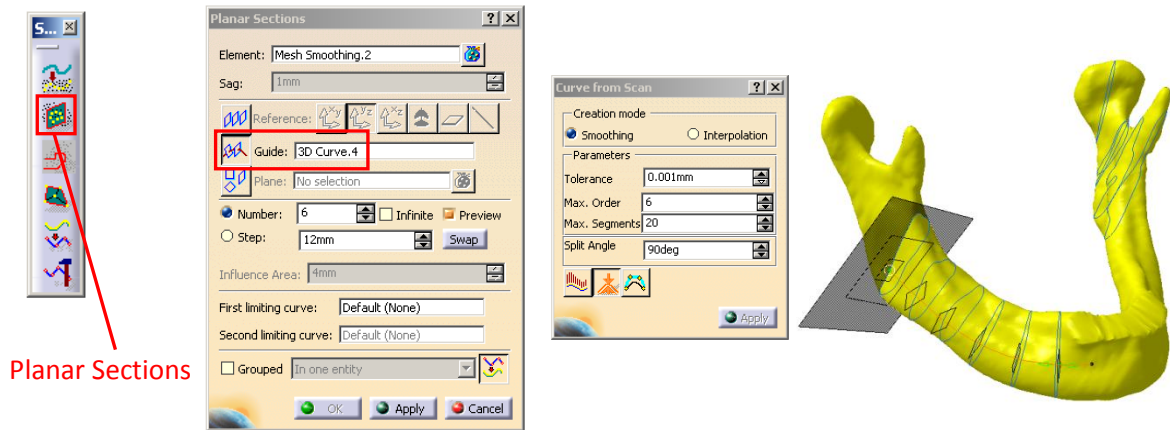 S...
Planar Sections
Planar Sections
Element: Mesh Smoothing.2
Sag: 1mm
Reference: xy yz xz
Guide: 3D Curve.4
Plane: No selection
Number: 6 Infinite Preview
Step: 12mm Swap
Influence Area: 4mm
First limiting curve: Default (None)
Second limiting curve: Default (None)
Grouped In one entity
OK Apply Cancel
Curve from Scan
Creation mode
Smoothing Interpolation
Parameters
Tolerance 0.001mm
Max. Order 6
Max. Segments 20
Split Angle 90deg
Apply